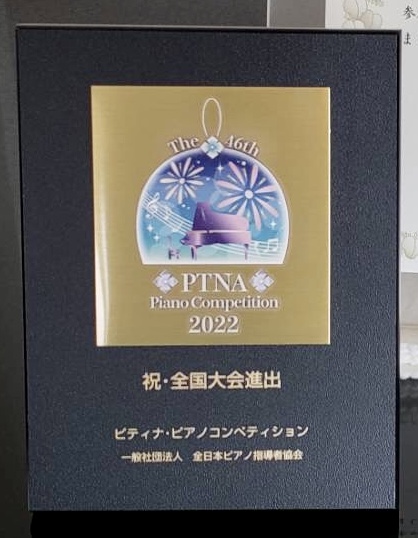 The 46th
PTNA
Piano Competition
2022
祝・全国大会進出
ピティナ・ピアノコンペティション
一般社団法人 全日本ピアノ指導者協会
参
ま